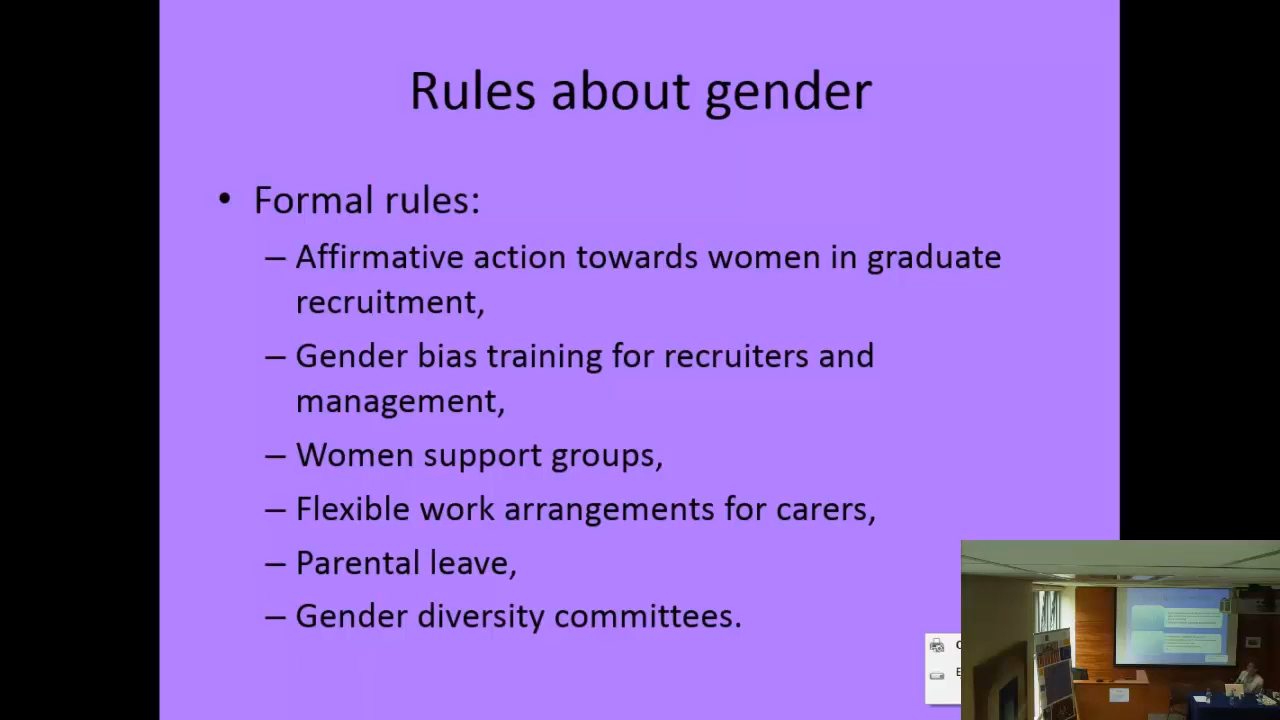 Rules about gender
• Formal rules:
– Affirmative action towards women in graduate
recruitment,
– Gender bias training for recruiters and
management,
– Women support groups,
– Flexible work arrangements for carers,
– Parental leave,
– Gender diversity committees.